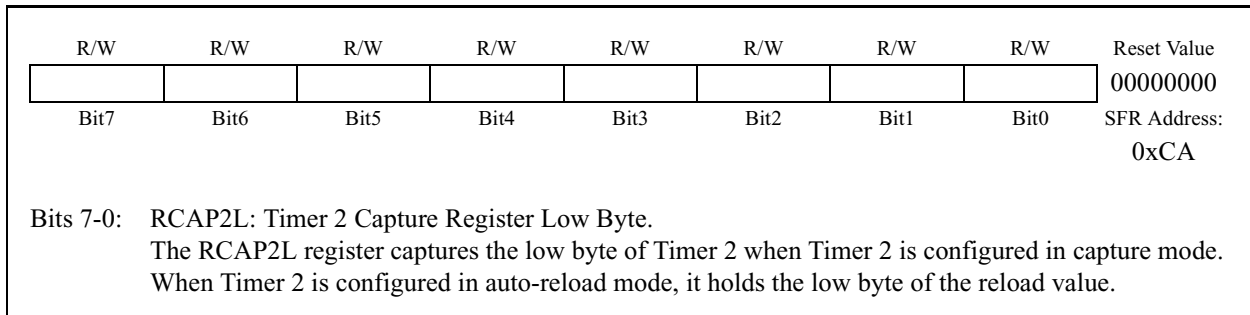 R/W R/W R/W R/W R/W R/W R/W R/W Reset Value
00000000
Bit7 Bit6 Bit5 Bit4 Bit3 Bit2 Bit1 Bit0 SFR Address:
0xCA
Bits 7-0: RCAP2L: Timer 2 Capture Register Low Byte.
The RCAP2L register captures the low byte of Timer 2 when Timer 2 is configured in capture mode.
When Timer 2 is configured in auto-reload mode, it holds the low byte of the reload value.